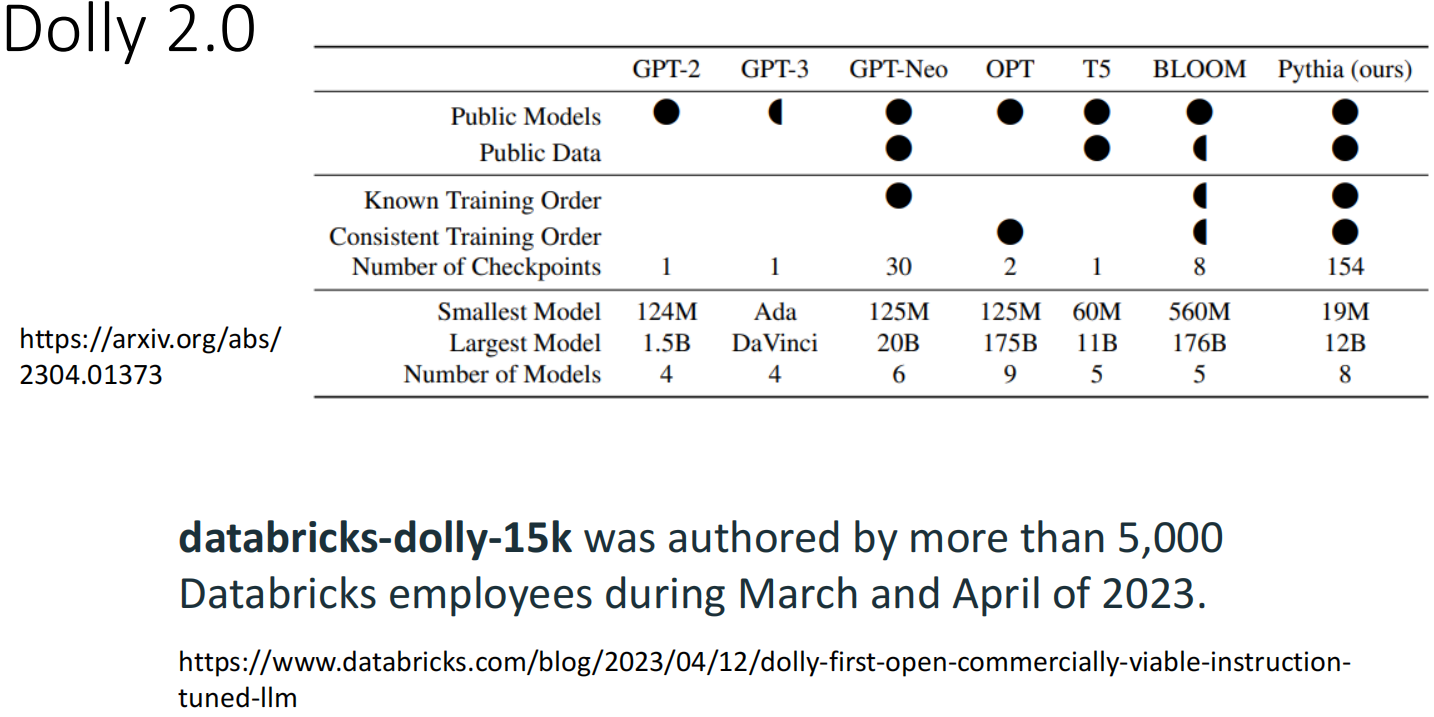 Dolly 2.0
GPT-2 GPT-3 GPT-Neo OPT T5 BLOOM Pythia (ours)
Public Models
Public Data
Known Training Order
Consistent Training Order
Number of Checkpoints 1 1 30 2 1 8 154
Smallest Model 124M Ada 125M 125M 60M 560M 19M
Largest Model 1.5B DaVinci 20B 175B 11B 176B 12B
Number of Models 4 4 6 9 5 5 8
https://arxiv.org/abs/
2304.01373
databricks-dolly-15k was authored by more than 5,000
Databricks employees during March and April of 2023.
https://www.databricks.com/blog/2023/04/12/dolly-first-open-commercially-viable-instruction-
tuned-llm